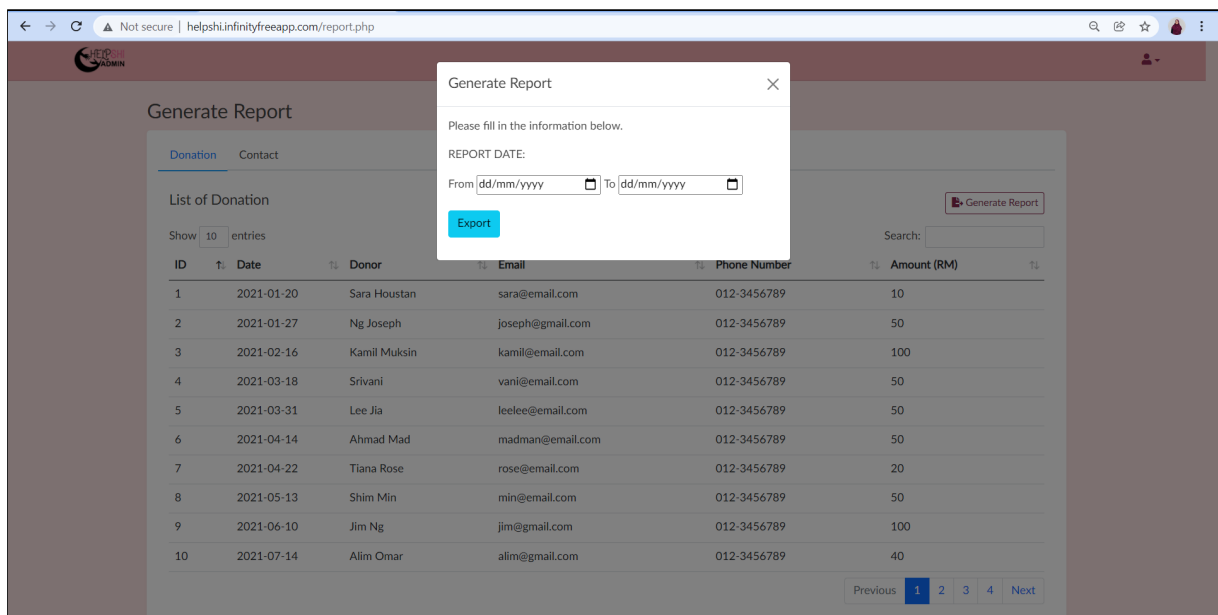 Not secure | helpshi.infinityfreeapp.com/report.php
HELPSHI
ADMIN
Generate Report
Donation Contact
List of Donation
Generate Report
Show 10 entries
Search:
Generate Report
Please fill in the information below.
REPORT DATE:
From dd/mm/yyyy To dd/mm/yyyy
Export
ID Date Donor Email Phone Number Amount (RM)
1 2021-01-20 Sara Houstan sara@email.com 012-3456789 10
2 2021-01-27 Ng Joseph joseph@gmail.com 012-3456789 50
3 2021-02-16 Kamil Muksin kamil@email.com 012-3456789 100
4 2021-03-18 Srivani vani@email.com 012-3456789 50
5 2021-03-31 Lee Jia leelee@email.com 012-3456789 50
6 2021-04-14 Ahmad Mad madman@email.com 012-3456789 50
7 2021-04-22 Tiana Rose rose@email.com 012-3456789 20
8 2021-05-13 Shim Min min@email.com 012-3456789 50
9 2021-06-10 Jim Ng jim@gmail.com 012-3456789 100
10 2021-07-14 Alim Omar alim@gmail.com 012-3456789 40
Previous 1 2 3 4 Next